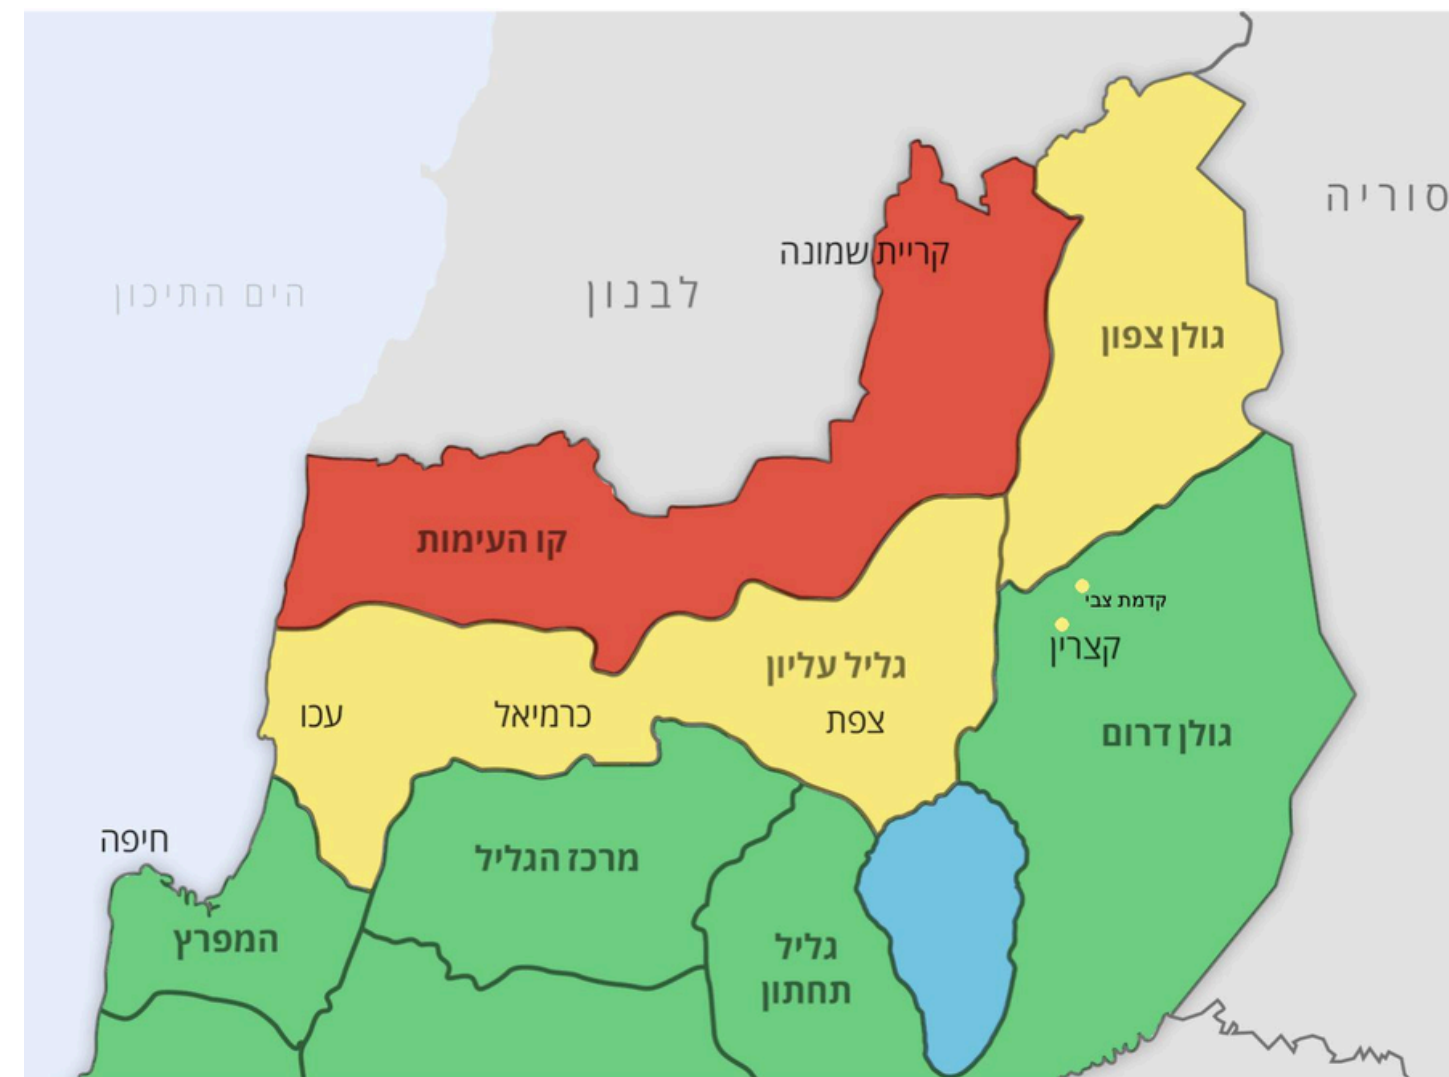 סוריה
קריית שמונה
לבנון
הים התיכון
גולן צפון
קו העימות
קדמת צבי
קצרין
גליל עליון
צפת
כרמיאל
עכו
גולן דרום
חיפה
מרכז הגליל
המפרץ
גליל
תחתון